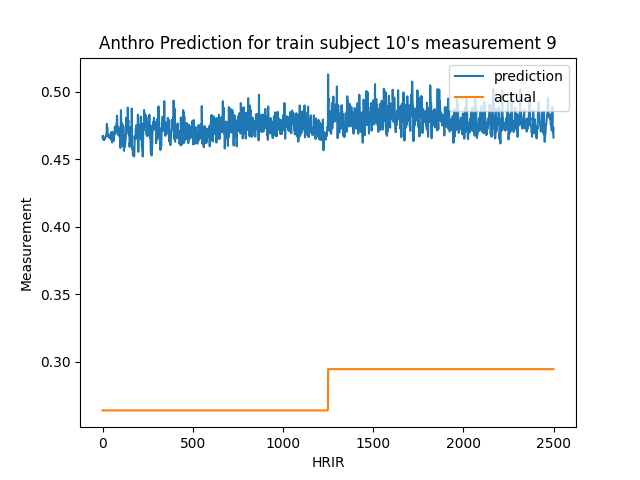 Anthro Prediction for train subject 10's measurement 9
prediction
actual
0.50
0.45
0.40
0.35
0.30
Measurement
0
500
1000
1500
2000
2500
HRIR